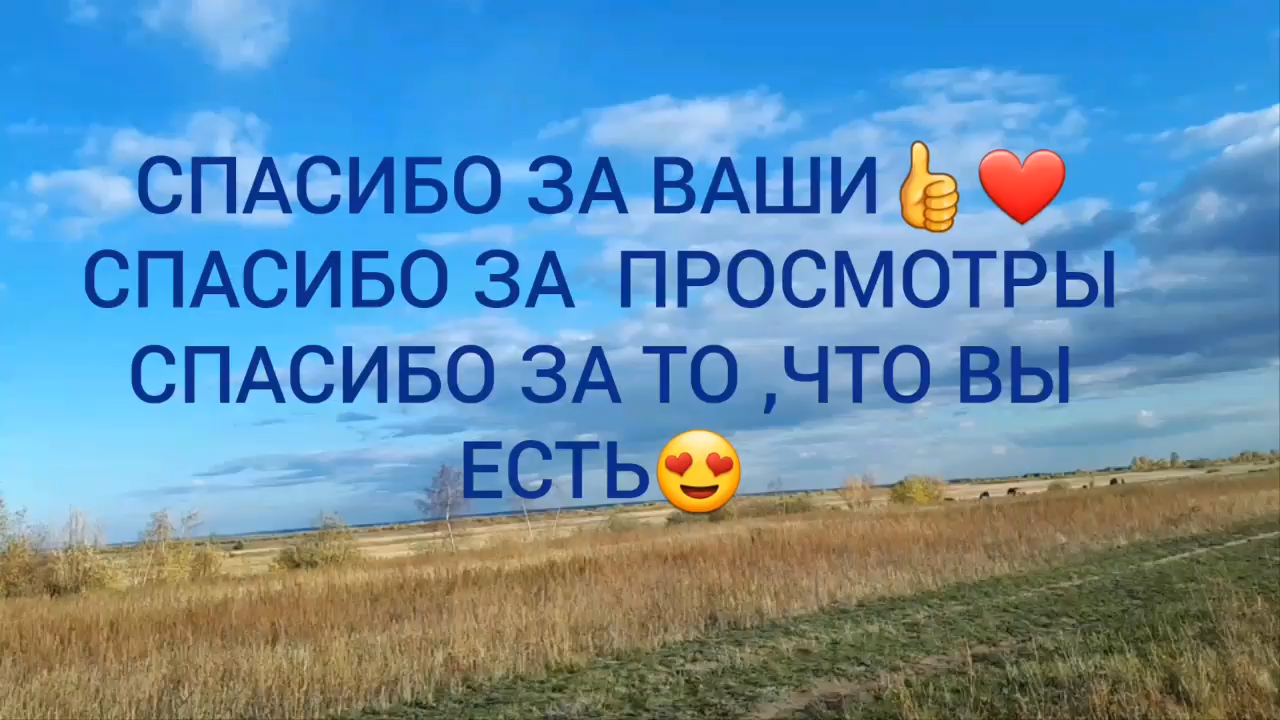 СПАСИБО ЗА ВАШИ👍❤️
СПАСИБО ЗА  ПРОСМОТРЫ
СПАСИБО ЗА ТО ,ЧТО ВЫ
ЕСТЬ😍